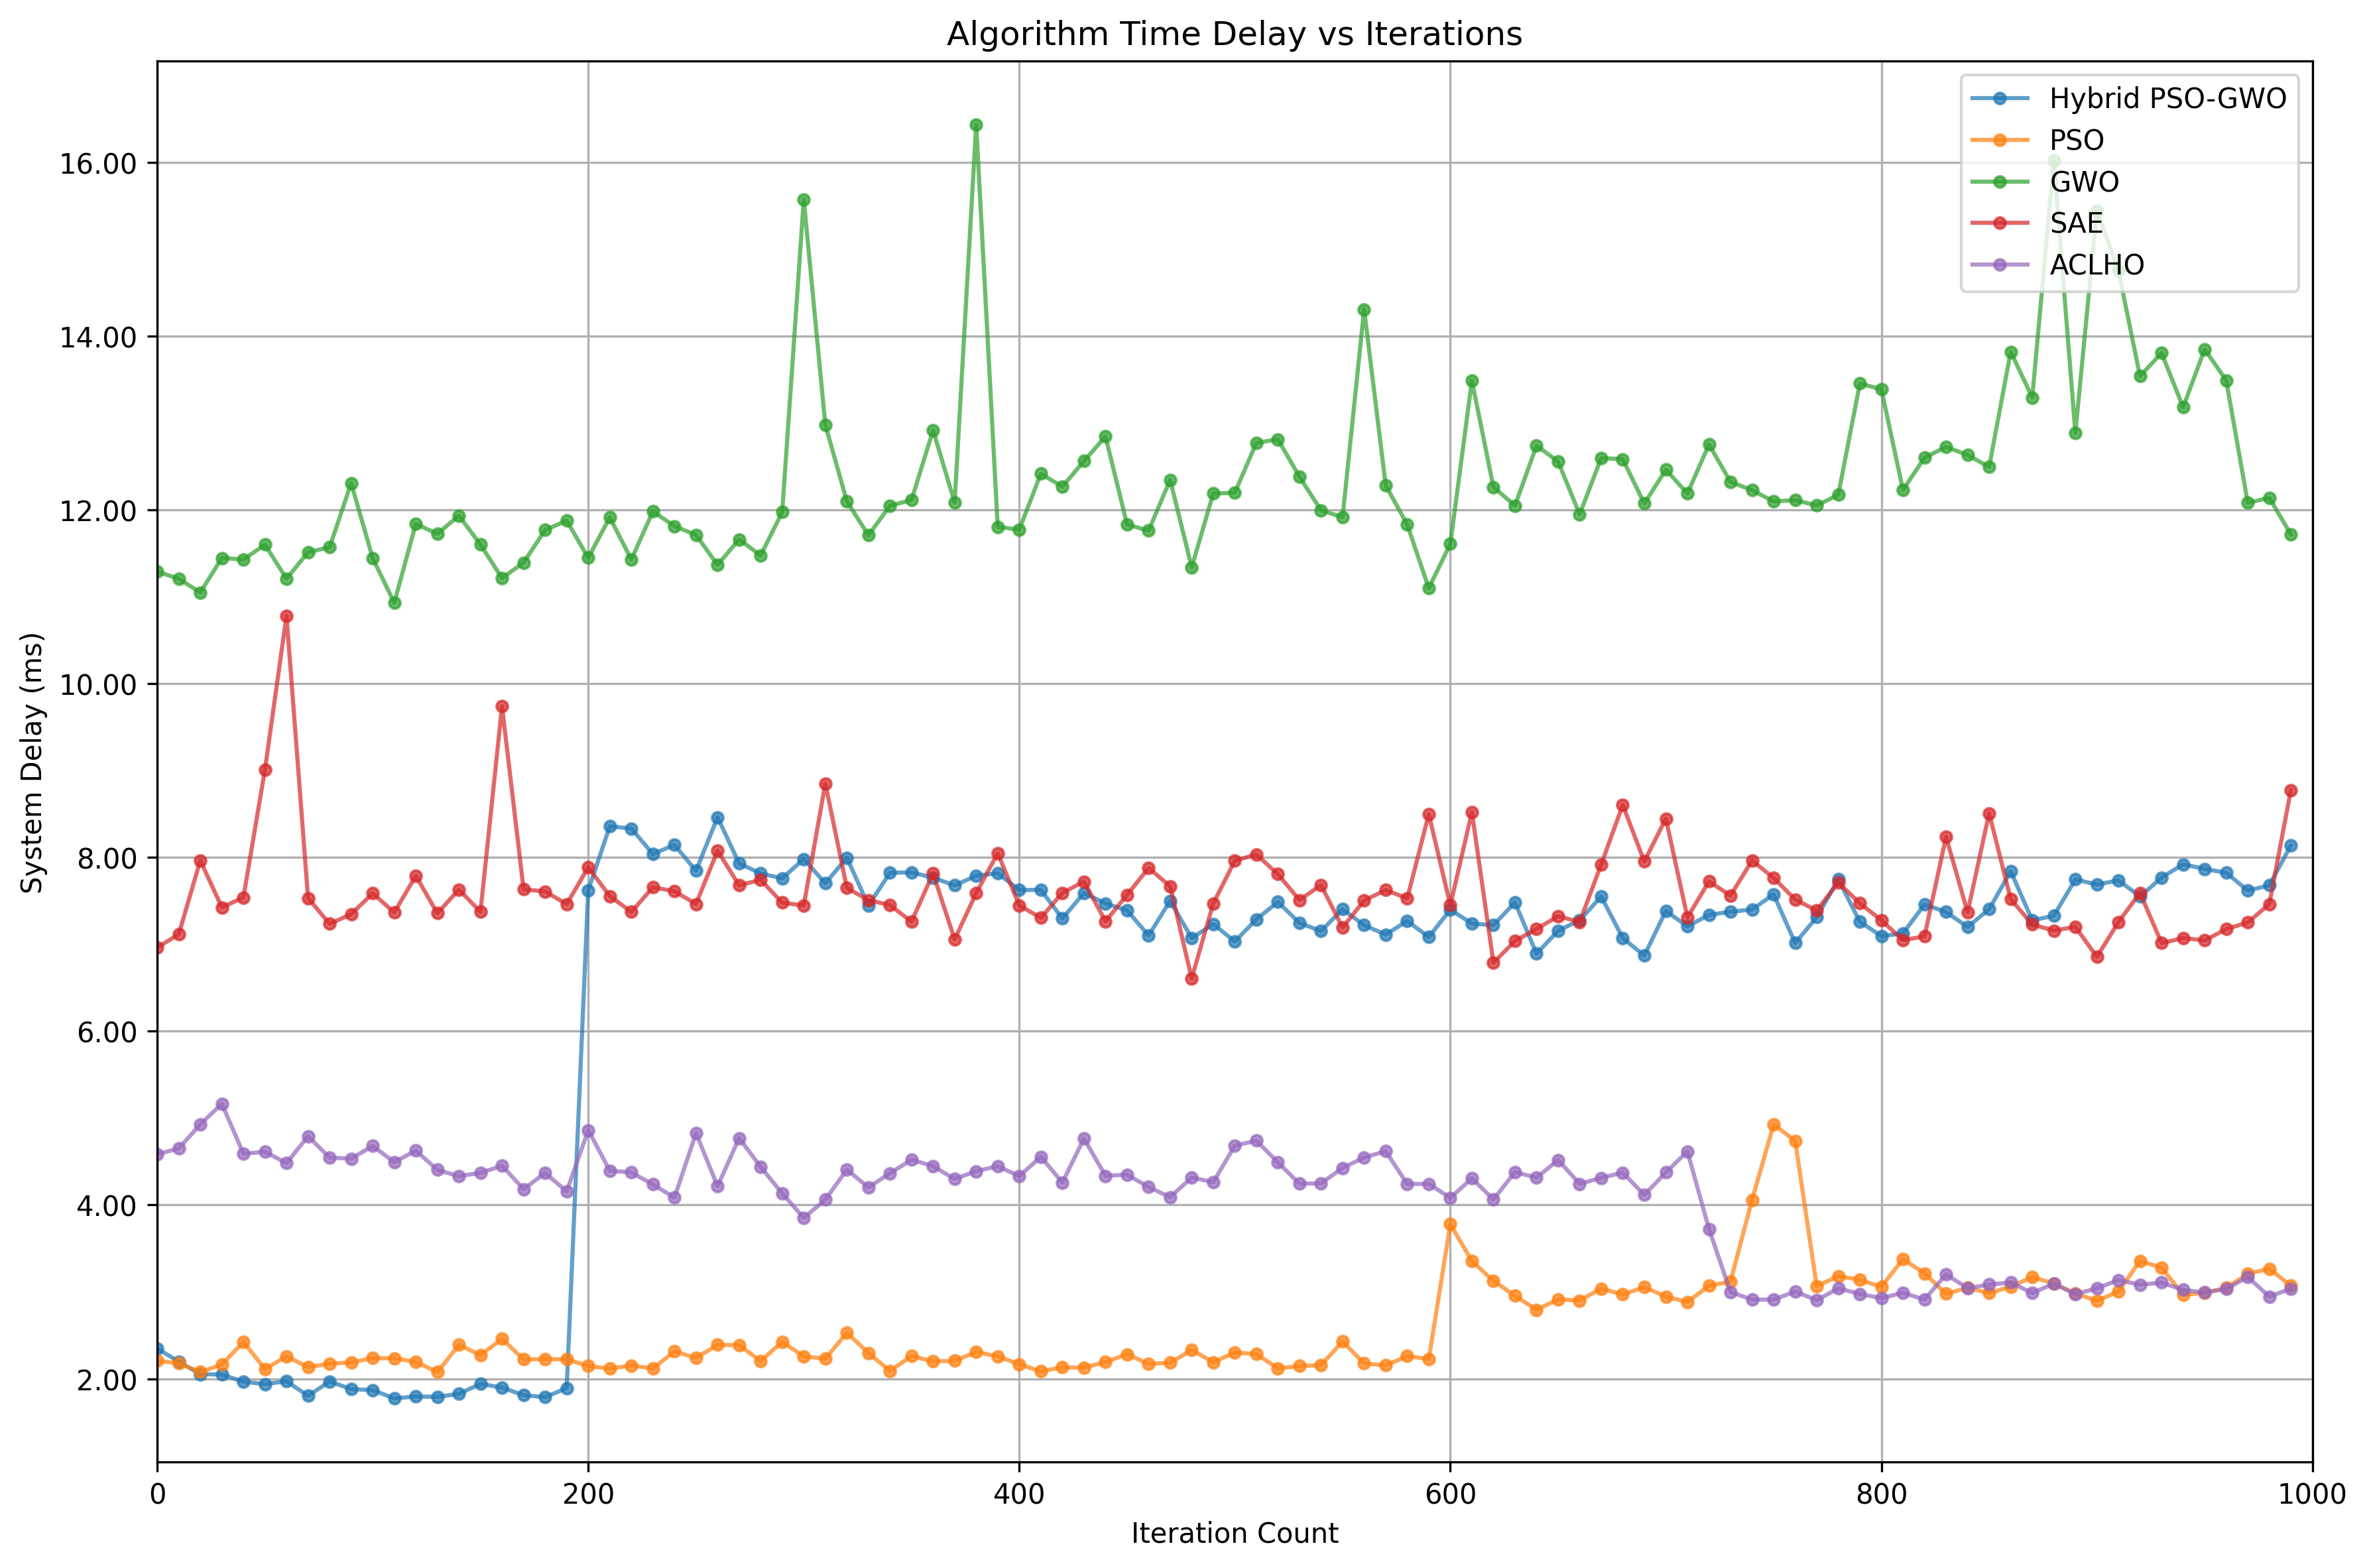 Algorithm Time Delay vs Iterations
Hybrid PSO-GWO
PSO
GWO
SAE
ACLHO
System Delay (ms)
16.00
14.00
12.00
10.00
8.00
6.00
4.00
2.00
0
200
400
600
800
1000
Iteration Count